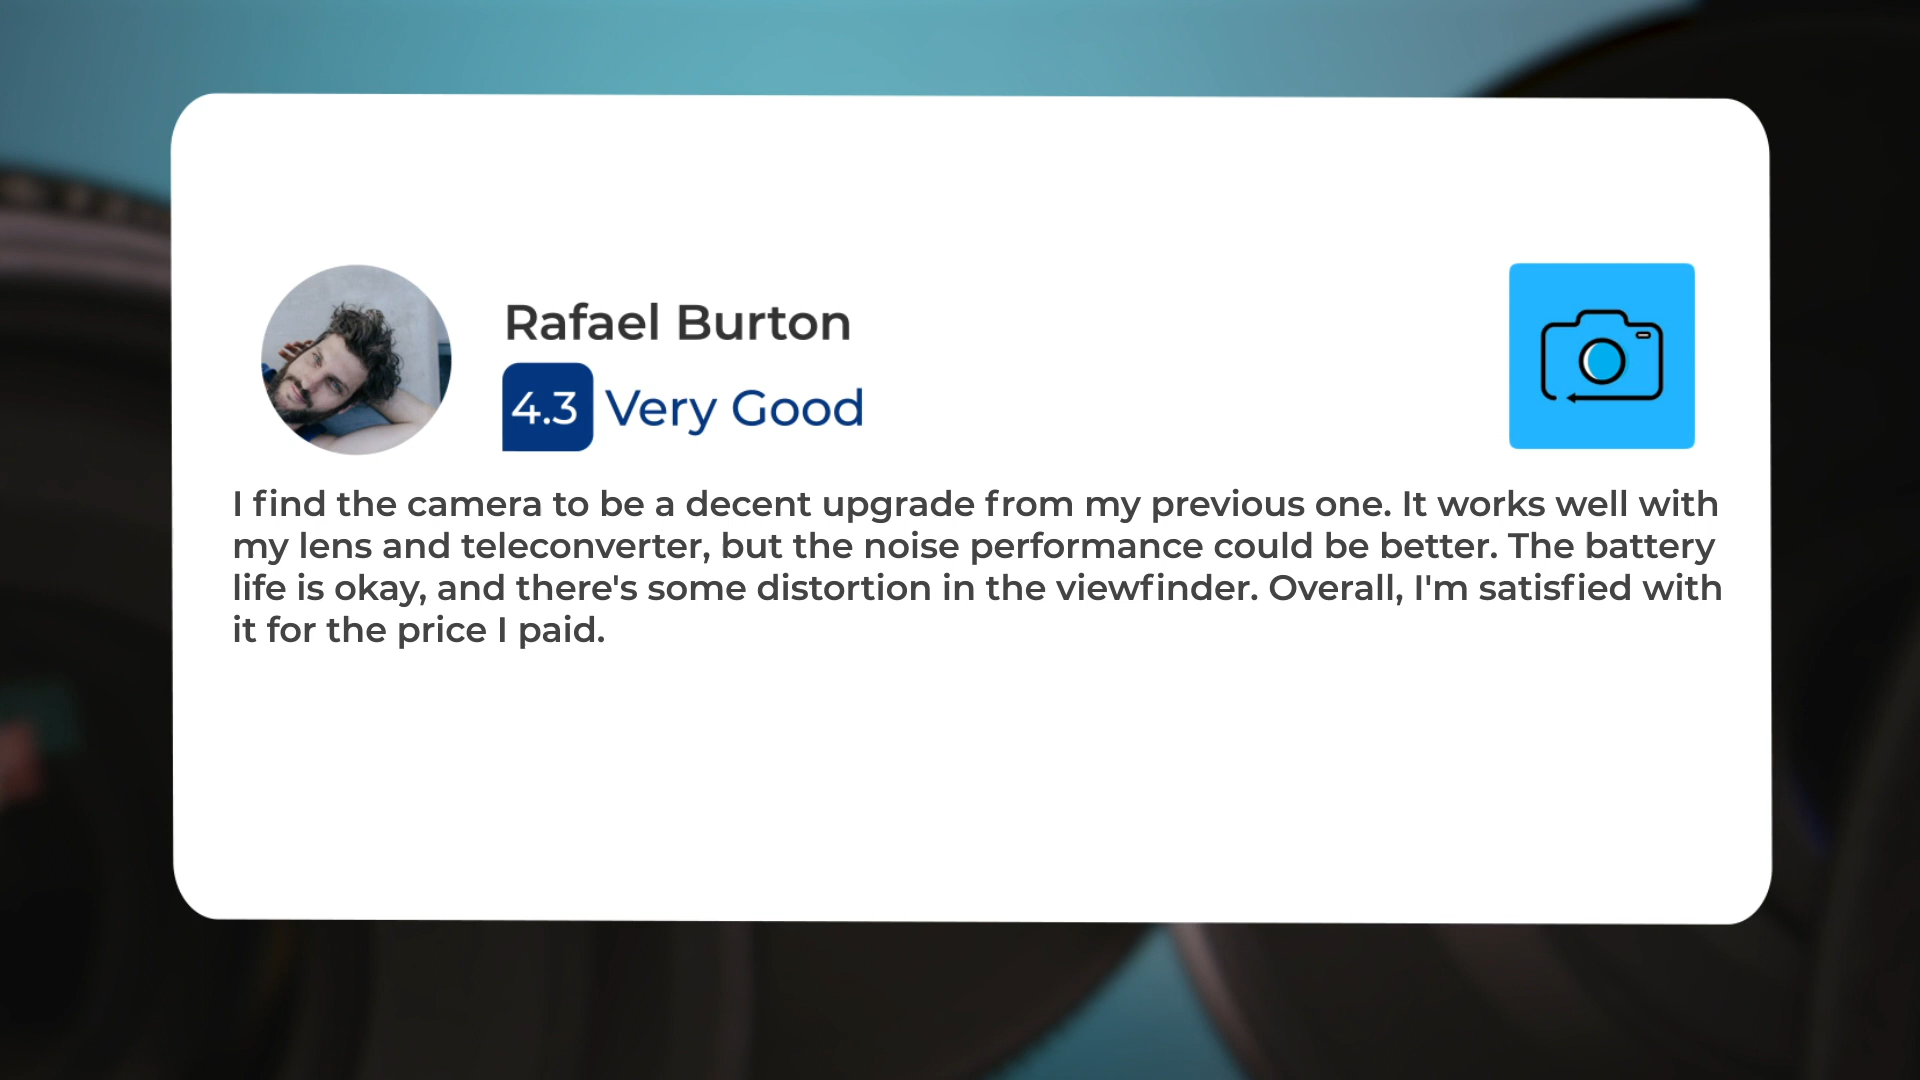 Rafael Burton
4.3 Very Good
I find the camera to be a decent upgrade from my previous one. It works well with
my lens and teleconverter, but the noise performance could be better. The battery
life is okay, and there's some distortion in the viewfinder. Overall, I'm satisfied with
it for the price I paid.